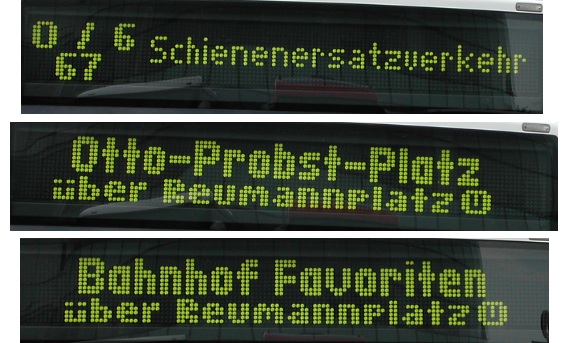 O / 6
67
Schienenersatzverkehr
Otto-Probst-Platz
über Reumannplatz U
Bahnhof Favoriten
über Reumannplatz U